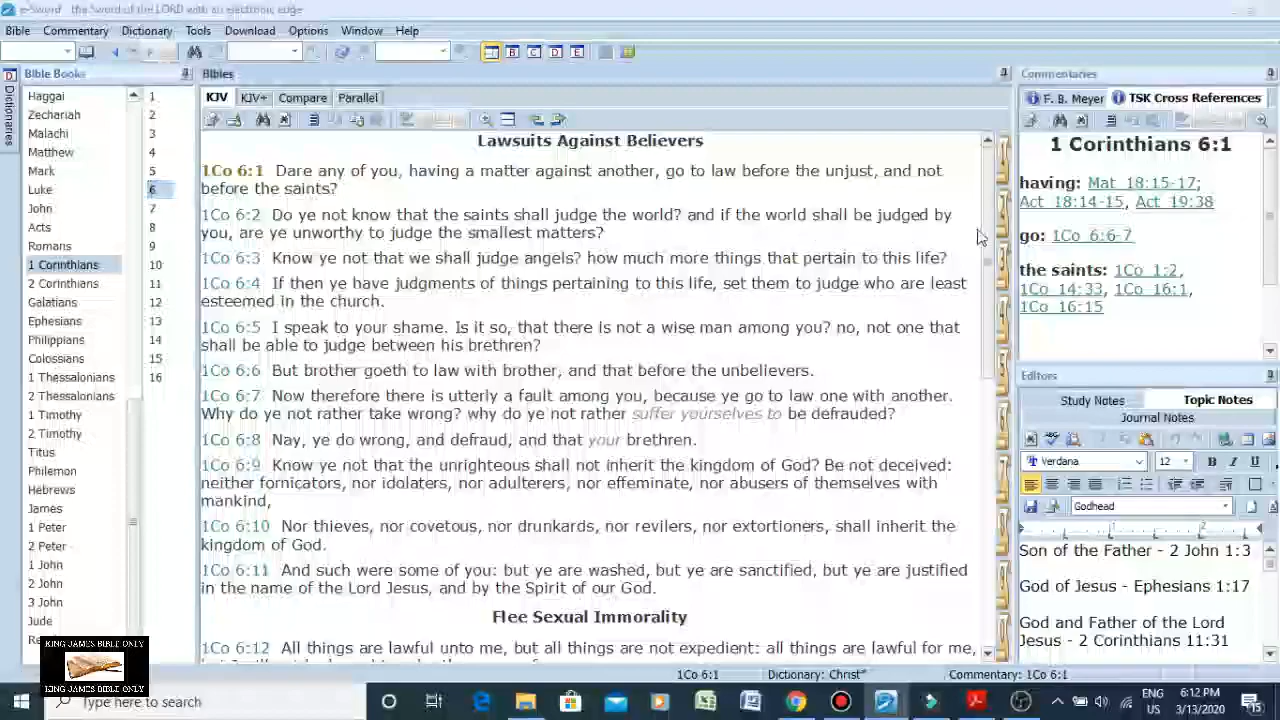 e-Sword - the Sword of the LORD with an electronic edge
Bible Commentary Dictionary Tools Download Options Window Help
B C D E
D Dictionaries
Bible Books
Haggai
Zechariah
Malachi
Matthew
Mark
Luke
John
Acts
Romans
1 Corinthians
2 Corinthians
Galatians
Ephesians
Philippians
Colossians
1 Thessalonians
2 Thessalonians
1 Timothy
2 Timothy
Titus
Philemon
Hebrews
James
1 Peter
2 Peter
1 John
2 John
3 John
Jude
1
2
3
4
5
6
7
8
9
10
11
12
13
14
15
16
Bibles
KJV KJV+ Compare Parallel
Lawsuits Against Believers
1Co 6:1 Dare any of you, having a matter against another, go to law before the unjust, and not
before the saints?
1Co 6:2 Do ye not know that the saints shall judge the world? and if the world shall be judged by
you, are ye unworthy to judge the smallest matters?
1Co 6:3 Know ye not that we shall judge angels? how much more things that pertain to this life?
1Co 6:4 If then ye have judgments of things pertaining to this life, set them to judge who are least
esteemed in the church.
1Co 6:5 I speak to your shame. Is it so, that there is not a wise man among you? no, not one that
shall be able to judge between his brethren?
1Co 6:6 But brother goeth to law with brother, and that before the unbelievers.
1Co 6:7 Now therefore there is utterly a fault among you, because ye go to law one with another.
Why do ye not rather take wrong? why do ye not rather suffer yourselves to be defrauded?
1Co 6:8 Nay, ye do wrong, and defraud, and that your brethren.
1Co 6:9 Know ye not that the unrighteous shall not inherit the kingdom of God? Be not deceived:
neither fornicators, nor idolaters, nor adulterers, nor effeminate, nor abusers of themselves with
mankind,
1Co 6:10 Nor thieves, nor covetous, nor drunkards, nor revilers, nor extortioners, shall inherit the
kingdom of God.
1Co 6:11 And such were some of you: but ye are washed, but ye are sanctified, but ye are justified
in the name of the Lord Jesus, and by the Spirit of our God.
Flee Sexual Immorality
1Co 6:12 All things are lawful unto me, but all things are not expedient: all things are lawful for me,
Commentaries
F. B. Meyer TSK Cross References
1 Corinthians 6:1
having: Mat 18:15-17;
Act 18:14-15, Act 19:38
go: 1Co 6:6-7
the saints: 1Co 1:2,
1Co 14:33, 1Co 16:1,
1Co 16:15
Editors
Study Notes Topic Notes
Journal Notes
Verdana 12 B I U
Godhead
1 2
Son of the Father - 2 John 1:3
God of Jesus - Ephesians 1:17
God and Father of the Lord
Jesus - 2 Corinthians 11:31
1Co 6:1 Dictionary: Christ* Commentary: 1Co 6:1
KING JAMES BIBLE ONLY
KING JAMES BIBLE ONLY
Type here to search
ENG
US
6:12 PM
3/13/2020
15